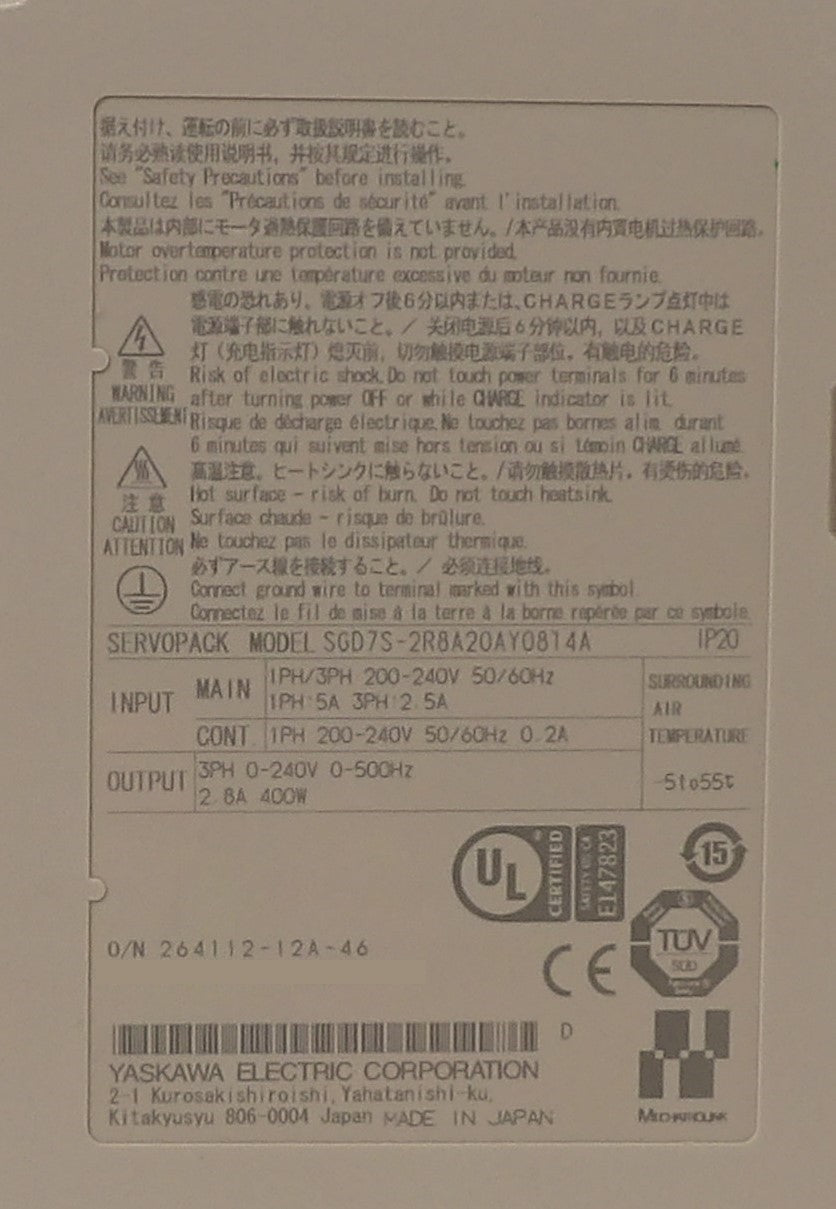 据え付け、運転の前に必ず取扱説明書を読むこと。
请务必熟读使用说明书，并按其规定进行操作。
See "Safety Precautions" before installing.
Consultez les "Précautions de sécurité" avant l'installation.
本製品は内部にモータ過熱保護回路を備えていません。/本产品没有内置电机过热保护回路。
Motor overtemperature protection is not provided.
Protection contre une température excessive du moteur non fournie.
感電の恐れあり。電源オフ後6分以内または、CHARGEランプ点灯中は
電源端子部に触れないこと。/ 关闭电源后6分钟以内，以及CHARGE
灯（充电指示灯）熄灭前，切勿触摸电源端子部位。有触电的危险。
警告
WARNING
AVERTISSEMENT
Risk of electric shock. Do not touch power terminals for 6 minutes
after turning power OFF or while CHARGE indicator is lit.
Risque de décharge électrique. Ne touchez pas bornes alim. durant
6 minutes qui suivent mise hors tension ou si témoin CHARGE allumé.
高温注意。ヒートシンクに触らないこと。/请勿触摸散热片。有烫伤的危险。
注意
CAUTION
ATTENTION
Hot surface - risk of burn. Do not touch heatsink.
Surface chaude - risque de brûlure.
Ne touchez pas le dissipateur thermique.
必ずアース線を接続すること。/ 必须连接地线。
Connect ground wire to terminal marked with this symbol
Connectez le fil de mise à la terre à la borne repérée par ce symbole.
SERVOPACK MODEL SGD7S-2R8A20AY0814A IP20
INPUT
MAIN 1PH/3PH 200-240V 50/60Hz
1PH:5A 3PH:2.5A
CONT. 1PH 200-240V 50/60Hz 0.2A
OUTPUT 3PH 0-240V 0-500Hz
2.8A 400W
SURROUNDING
AIR
TEMPERATURE
-5to55℃
UL ®
CERTIFIED
SAFETY US CA
E147823
15
TÜV
SÜD
O/N 264112-12A-46
CE
D
YASKAWA ELECTRIC CORPORATION
2-1 Kurosakishiroishi, Yahatanishi-ku,
Kitakyusyu 806-0004 Japan MADE IN JAPAN
MECHATROLINK